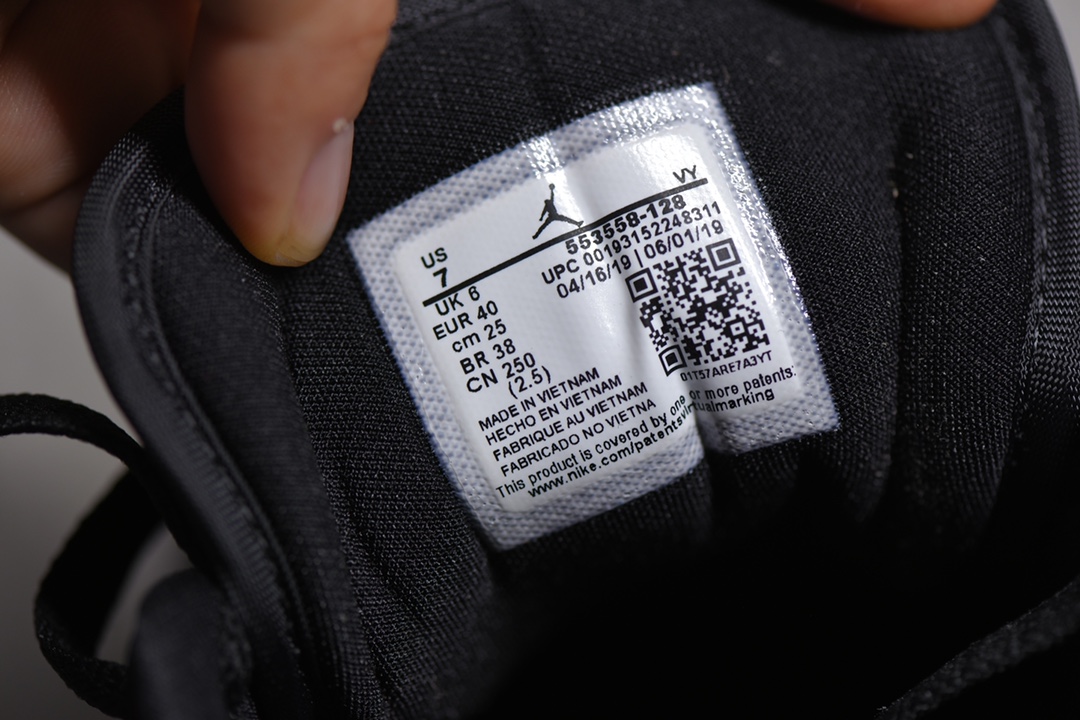 US
7
VY
553558-128
UPC 00193152248311
04/16/19 | 06/01/19
UK 6
EUR 40
cm 25
BR 38
CN 250
(2.5)
01T57ARE7A3YT
MADE IN VIETNAM
HECHO EN VIETNAM
FABRIQUE AU VIETNAM
FABRICADO NO VIETNA
This product is covered by one or more patents:
www.nike.com/patentsvirtualmarking